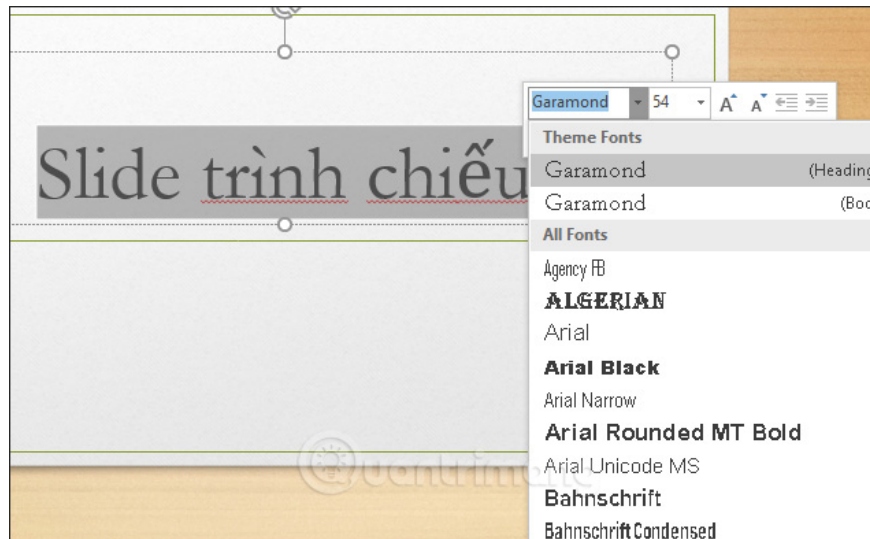 Garamond 54
Slide trình chiếu
Theme Fonts
Garamond (Heading
Garamond (Boo
All Fonts
Agency FB
ALGERIAN
Arial
Arial Black
Arial Narrow
Arial Rounded MT Bold
Arial Unicode MS
Quantrimang
Bahnschrift
Bahnschrift Condensed